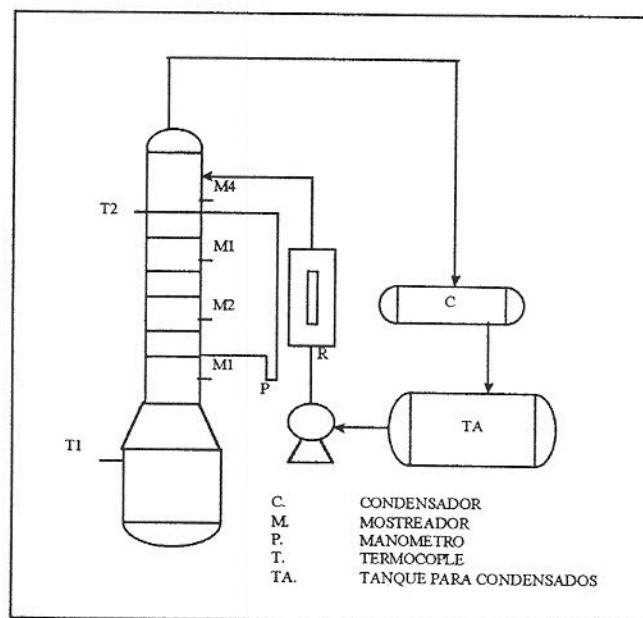 M4
T2
M1
C
M2
R
M1
P
TA
T1
C. CONDENSADOR
M. MOSTREADOR
P. MANOMETRO
T. TERMOCOPLE
TA. TANQUE PARA CONDENSADOS